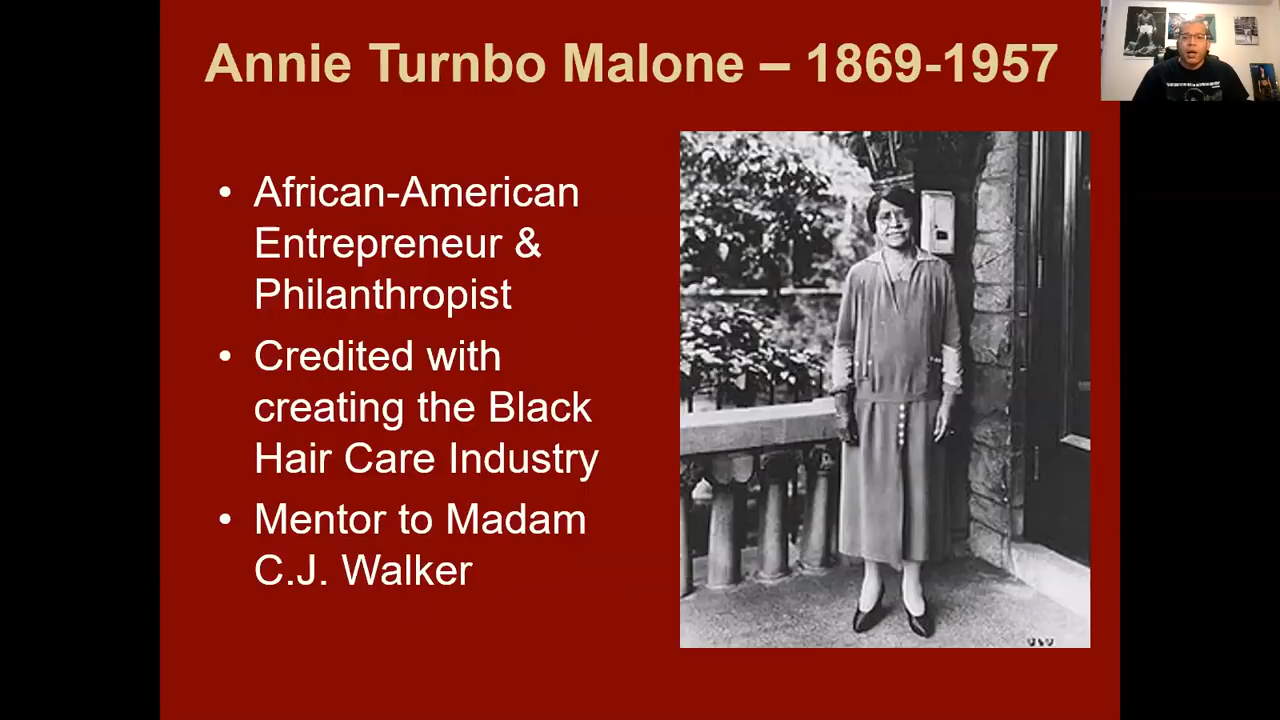 Annie Turnbo Malone – 1869-1957
• African-American
Entrepreneur &
Philanthropist
• Credited with
creating the Black
Hair Care Industry
• Mentor to Madam
C.J. Walker